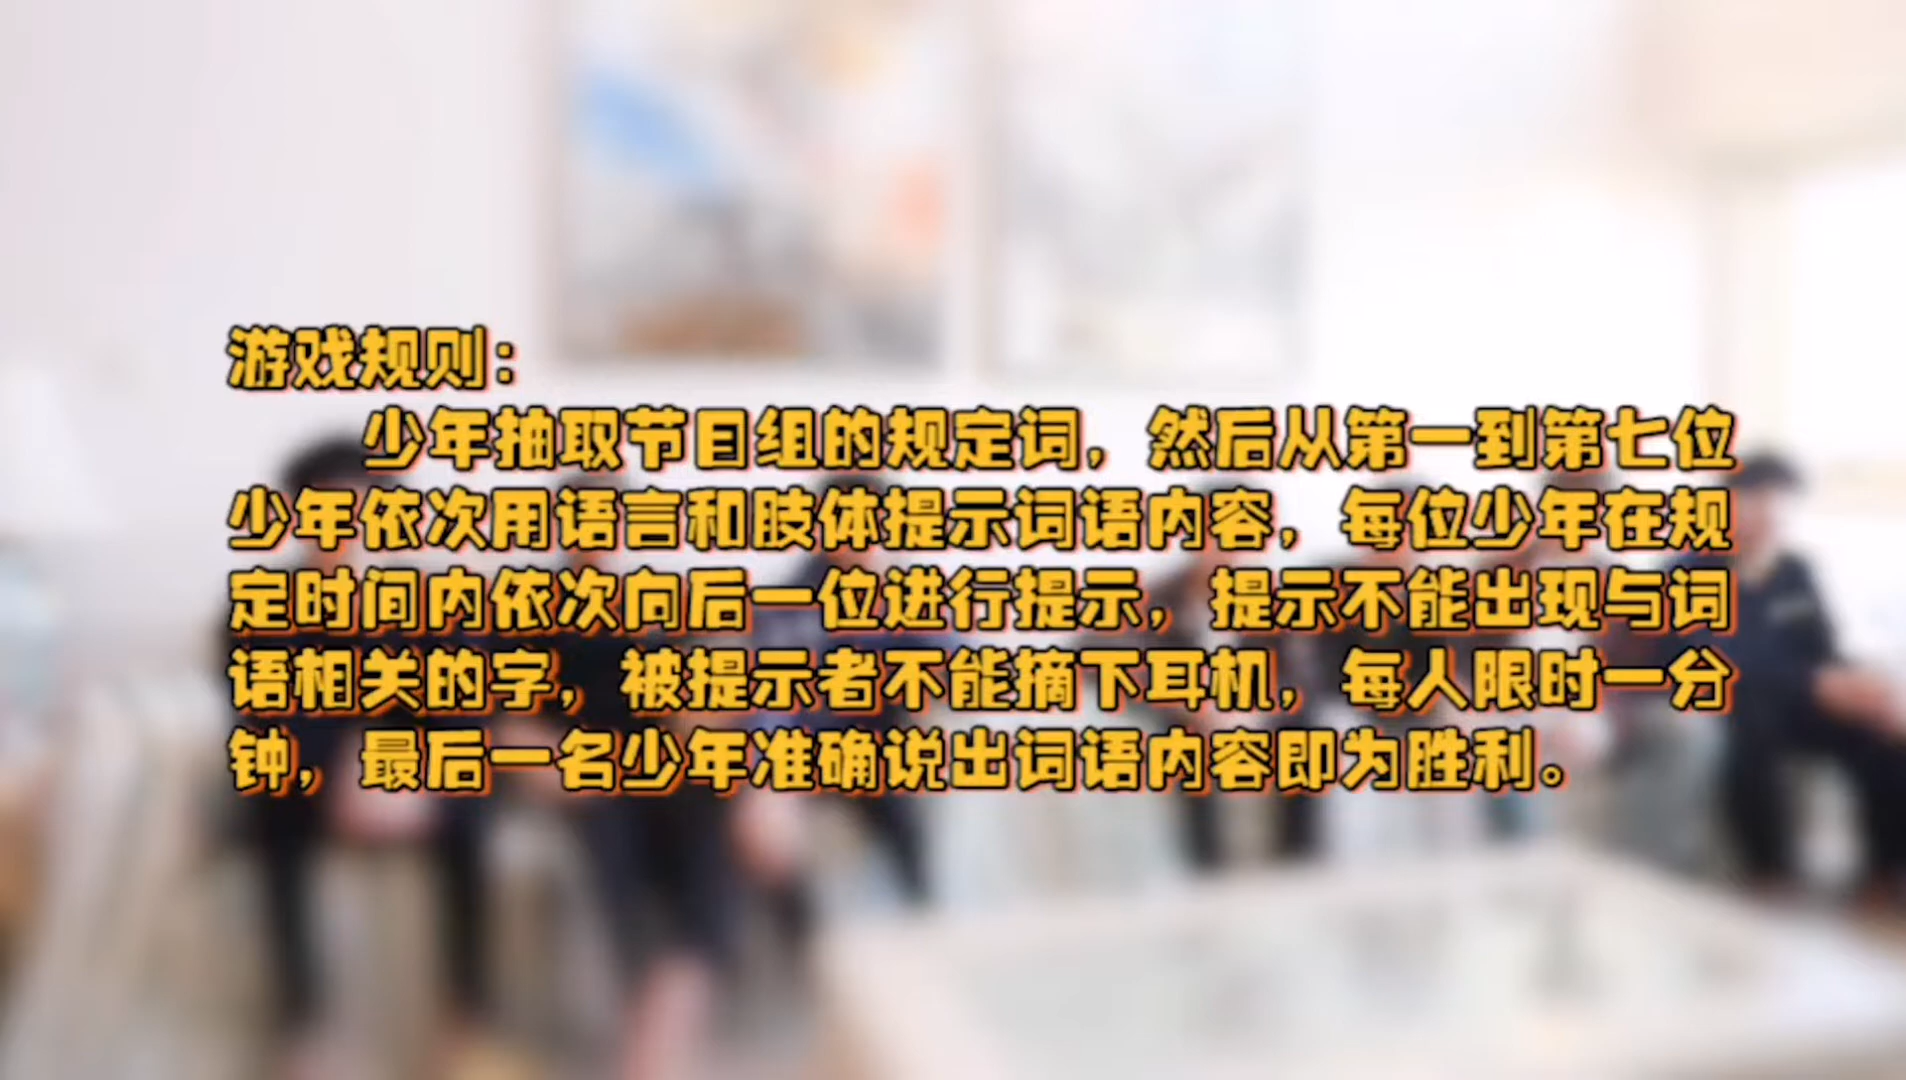 游戏规则：
少年抽取节目组的规定词，然后从第一到第七位
少年依次用语言和肢体提示词语内容，每位少年在规
定时间内依次向后一位进行提示，提示不能出现与词
语相关的字，被提示者不能摘下耳机，每人限时一分
钟，最后一名少年准确说出词语内容即为胜利。